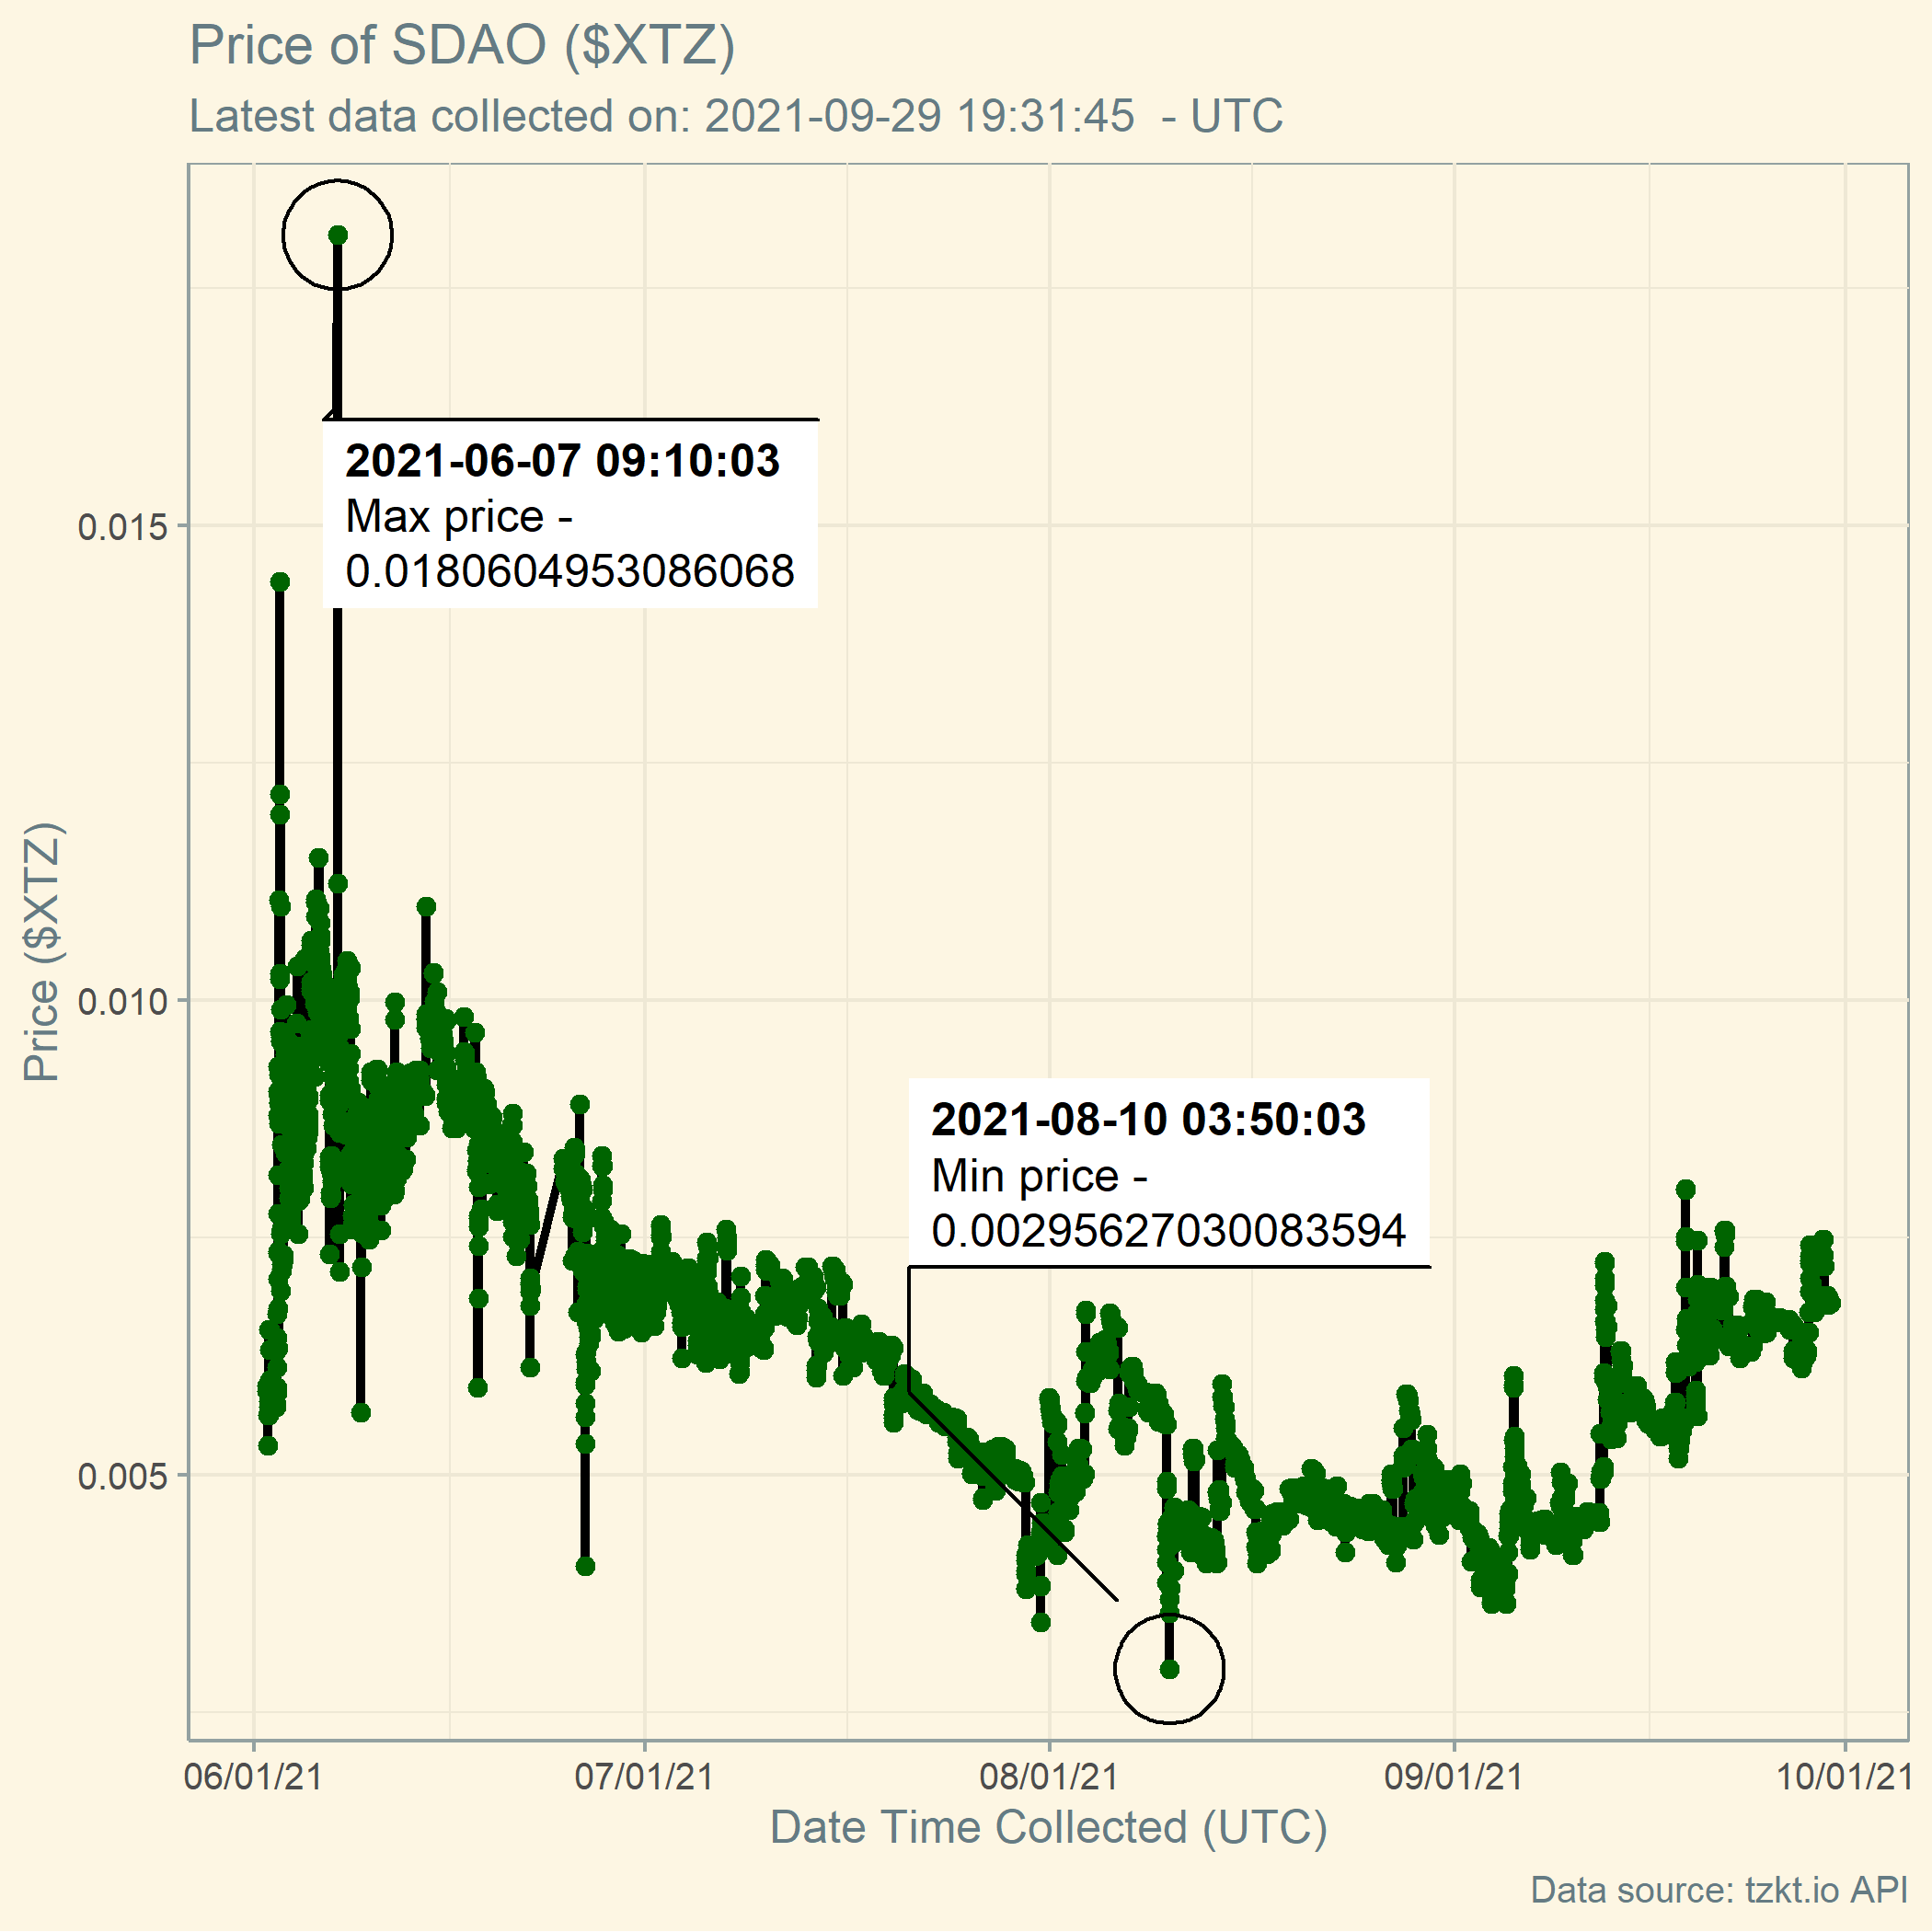 Price of SDAO ($XTZ)
Latest data collected on: 2021-09-29 19:31:45 - UTC
2021-06-07 09:10:03
Max price -
0.0180604953086068
0.015
0.010
0.005
Price ($XTZ)
2021-08-10 03:50:03
Min price -
0.00295627030083594
06/01/21
07/01/21
08/01/21
09/01/21
10/01/21
Date Time Collected (UTC)
Data source: tzkt.io API